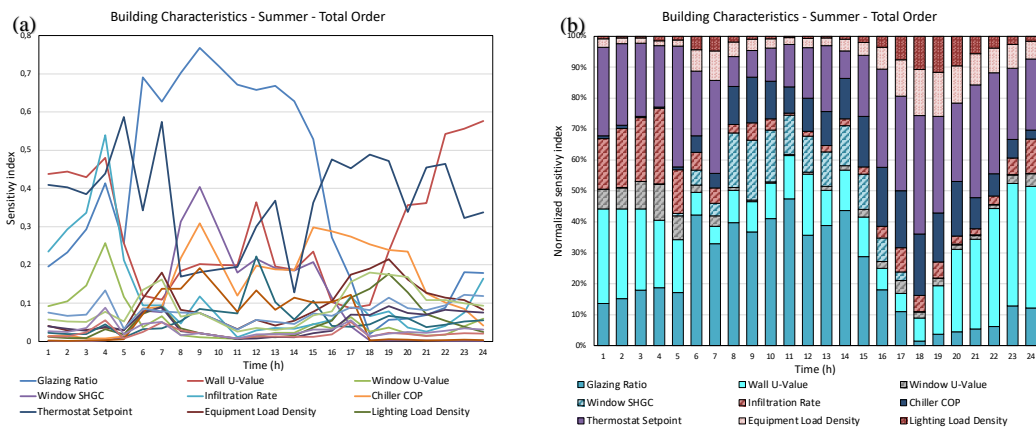 (a)
Building Characteristics - Summer - Total Order
0,8
0,7
0,6
0,5
0,4
0,3
0,2
0,1
0
Sensitivy index
1 2 3 4 5 6 7 8 9 10 11 12 13 14 15 16 17 18 19 20 21 22 23 24
Time (h)
Glazing Ratio Wall U-Value Window U-Value
Window SHGC Infiltration Rate Chiller COP
Thermostat Setpoint Equipment Load Density Lighting Load Density
(b)
Building Characteristics - Summer - Total Order
100%
90%
80%
70%
60%
50%
40%
30%
20%
10%
0%
Normalized sensitivity index
1 2 3 4 5 6 7 8 9 10 11 12 13 14 15 16 17 18 19 20 21 22 23 24
Time (h)
Glazing Ratio Wall U-Value Window U-Value
Window SHGC Infiltration Rate Chiller COP
Thermostat Setpoint Equipment Load Density Lighting Load Density